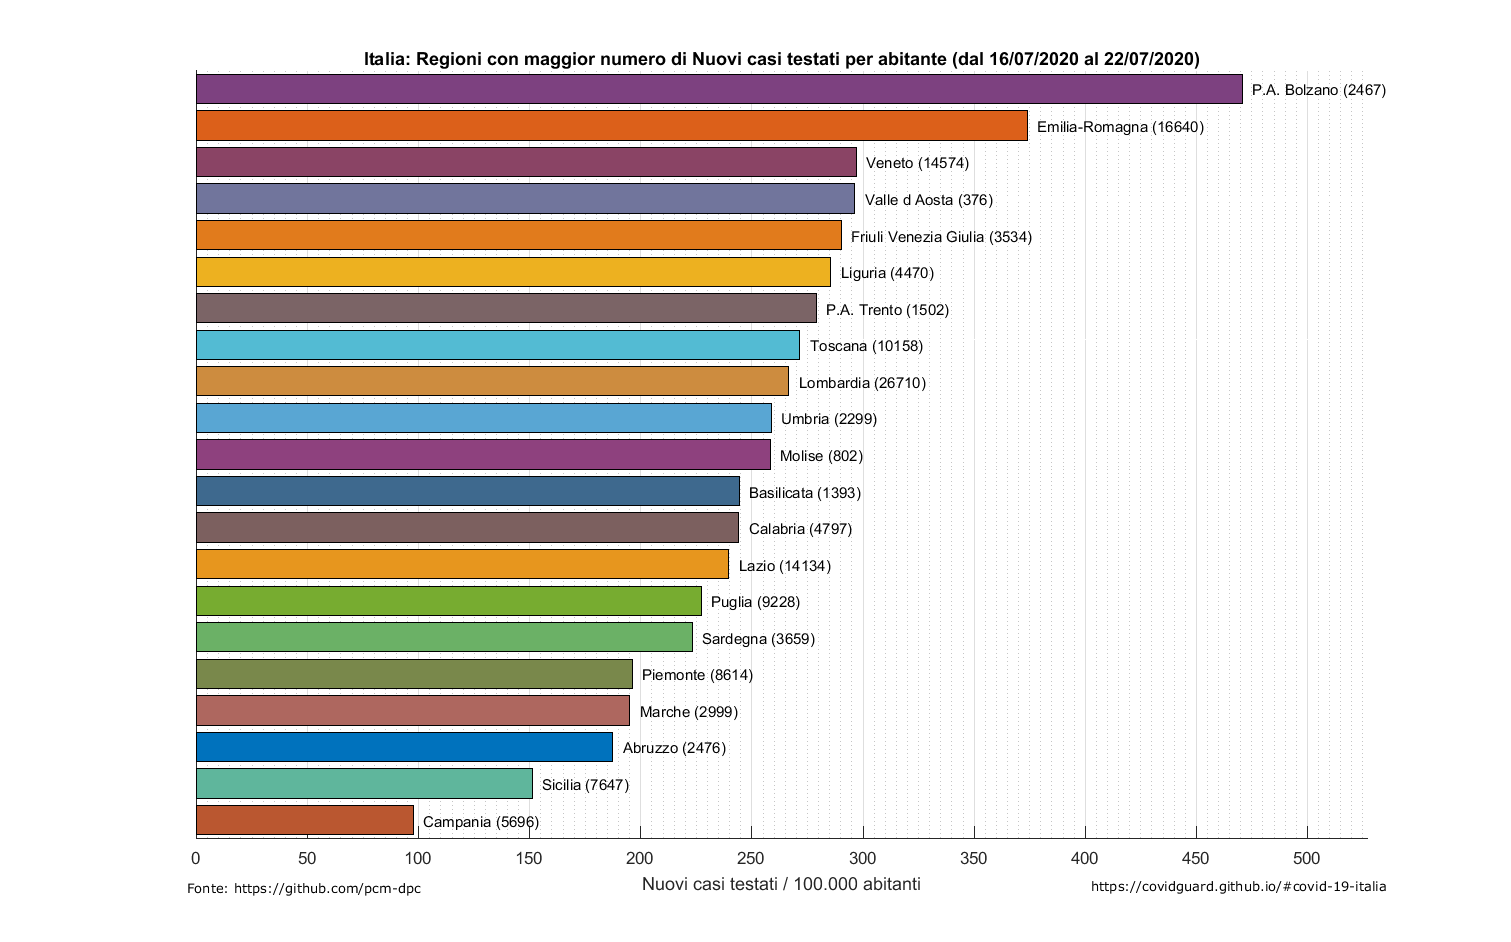 Italia: Regioni con maggior numero di Nuovi casi testati per abitante (dal 16/07/2020 al 22/07/2020)
P.A. Bolzano (2467)
Emilia-Romagna (16640)
Veneto (14574)
Valle d Aosta (376)
Friuli Venezia Giulia (3534)
Liguria (4470)
P.A. Trento (1502)
Toscana (10158)
Lombardia (26710)
Umbria (2299)
Molise (802)
Basilicata (1393)
Calabria (4797)
Lazio (14134)
Puglia (9228)
Sardegna (3659)
Piemonte (8614)
Marche (2999)
Abruzzo (2476)
Sicilia (7647)
Campania (5696)
0 50 100 150 200 250 300 350 400 450 500
Nuovi casi testati / 100.000 abitanti
Fonte: https://github.com/pcm-dpc
https://covidguard.github.io/#covid-19-italia